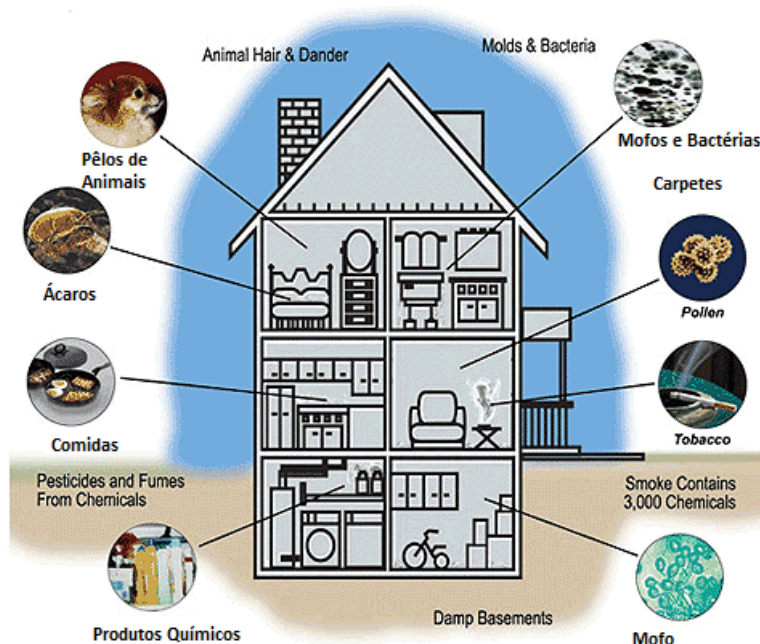 Animal Hair & Dander
Molds & Bacteria
Pêlos de
Animais
Mofos e Bactérias
Carpetes
Ácaros
Pollen
Comidas
Tobacco
Pesticides and Fumes
From Chemicals
Smoke Contains
3,000 Chemicals
Damp Basements
Produtos Químicos
Mofo